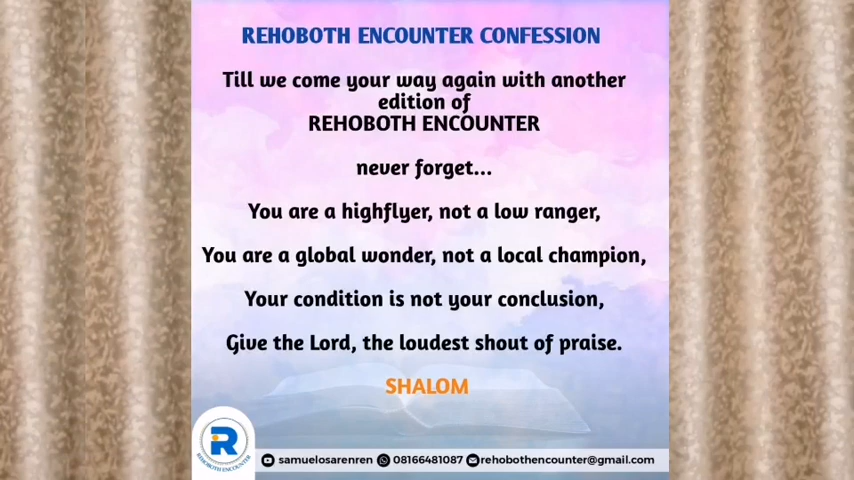 REHOBOTH ENCOUNTER CONFESSION
Till we come your way again with another
edition of
REHOBOTH ENCOUNTER
never forget...
You are a highflyer, not a low ranger,
You are a global wonder, not a local champion,
Your condition is not your conclusion,
Give the Lord, the loudest shout of praise.
SHALOM
R
REHOBOTH ENCOUNTER
samuelosarenren 08166481087 rehobothencounter@gmail.com